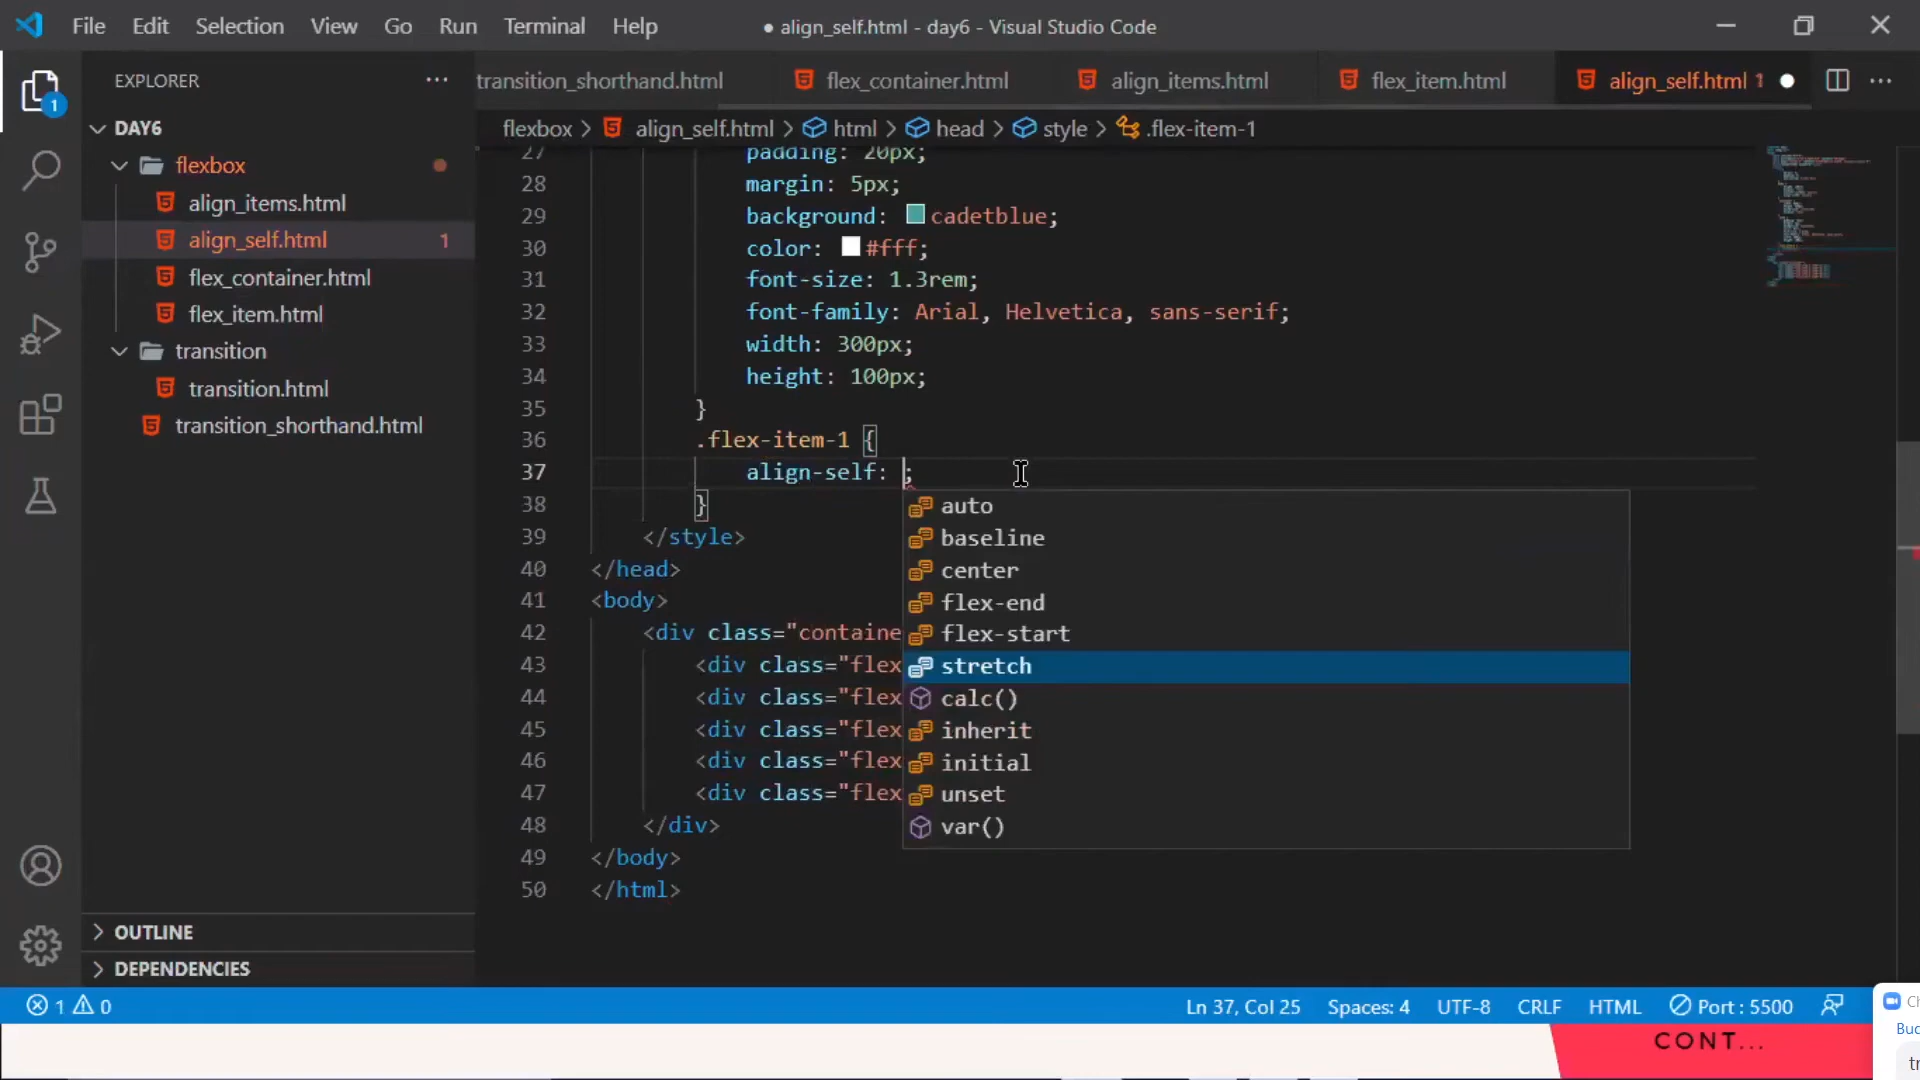 File Edit Selection View Go Run Terminal Help
● align_self.html - day6 - Visual Studio Code
EXPLORER
1
DAY6
flexbox
align_items.html
align_self.html 1
flex_container.html
flex_item.html
transition
transition.html
transition_shorthand.html
OUTLINE
DEPENDENCIES
transition_shorthand.html flex_container.html align_items.html flex_item.html align_self.html 1
flexbox > align_self.html > html > head > style > .flex-item-1
27 padding: 20px;
28 margin: 5px;
29 background: cadetblue;
30 color: #fff;
31 font-size: 1.3rem;
32 font-family: Arial, Helvetica, sans-serif;
33 width: 300px;
34 height: 100px;
35 }
36 .flex-item-1 {
37 align-self: ;
38 }
39 </style>
40 </head>
41 <body>
42 <div class="containe
43 <div class="flex
44 <div class="flex
45 <div class="flex
46 <div class="flex
47 <div class="flex
48 </div>
49 </body>
50 </html>
auto
baseline
center
flex-end
flex-start
stretch
calc()
inherit
initial
unset
var()
1 0 Ln 37, Col 25 Spaces: 4 UTF-8 CRLF HTML Port : 5500
CONT...